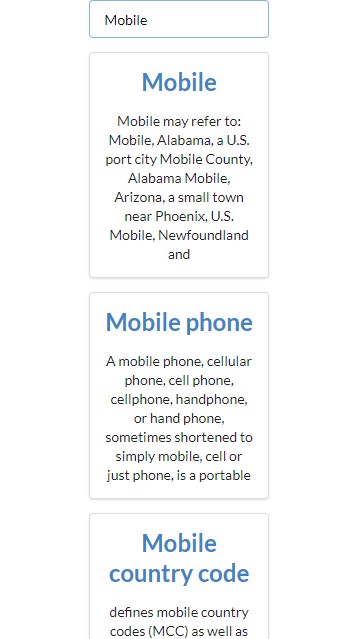 Mobile
Mobile
Mobile may refer to:
Mobile, Alabama, a U.S.
port city Mobile County,
Alabama Mobile,
Arizona, a small town
near Phoenix, U.S.
Mobile, Newfoundland
and
Mobile phone
A mobile phone, cellular
phone, cell phone,
cellphone, handphone,
or hand phone,
sometimes shortened to
simply mobile, cell or
just phone, is a portable
Mobile
country code
defines mobile country
codes (MCC) as well as